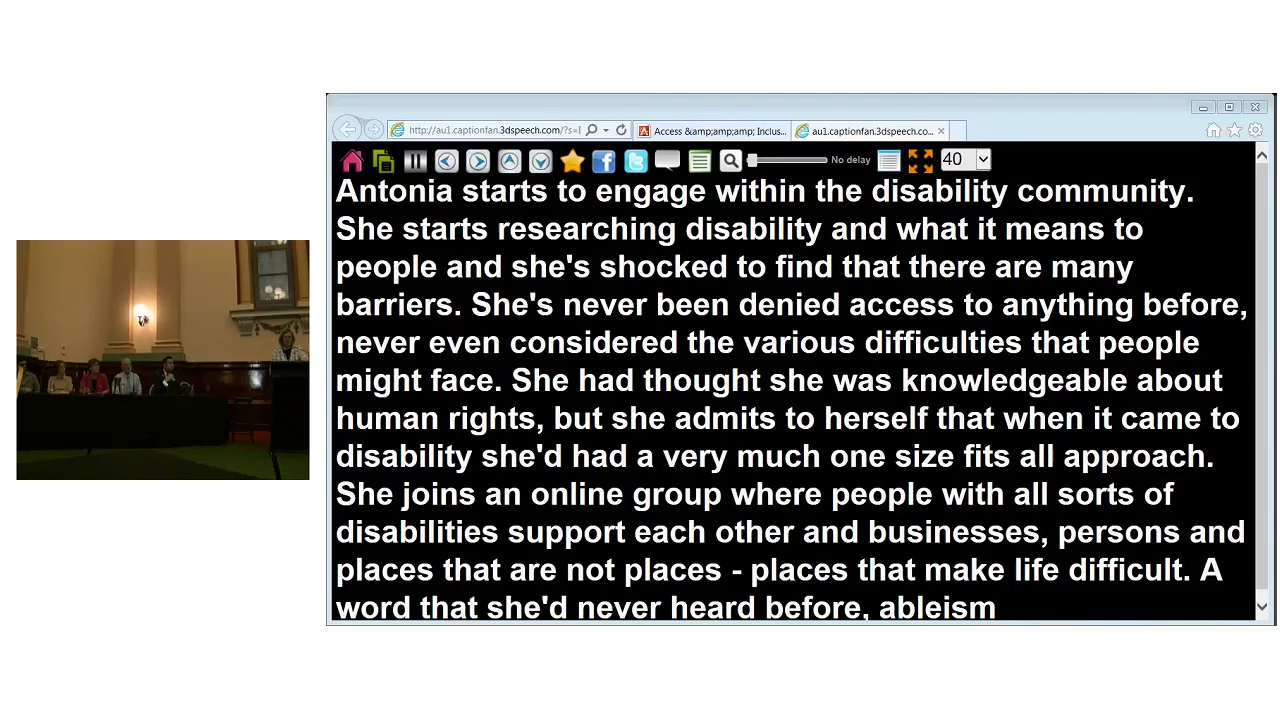 http://au1.captionfan.3dspeech.com/?s=I
Access &amp;amp;amp; Inclus...
au1.captionfan.3dspeech.co...
No delay
40
Antonia starts to engage within the disability community.
She starts researching disability and what it means to
people and she's shocked to find that there are many
barriers. She's never been denied access to anything before,
never even considered the various difficulties that people
might face. She had thought she was knowledgeable about
human rights, but she admits to herself that when it came to
disability she'd had a very much one size fits all approach.
She joins an online group where people with all sorts of
disabilities support each other and businesses, persons and
places that are not places - places that make life difficult. A
word that she'd never heard before, ableism